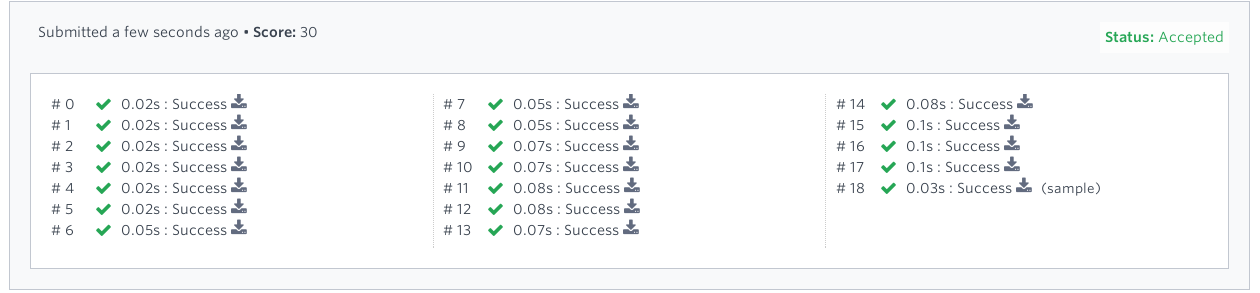 Submitted a few seconds ago • Score: 30
Status: Accepted
# 0 0.02s : Success
# 1 0.02s : Success
# 2 0.02s : Success
# 3 0.02s : Success
# 4 0.02s : Success
# 5 0.02s : Success
# 6 0.05s : Success
# 7 0.05s : Success
# 8 0.05s : Success
# 9 0.07s : Success
# 10 0.07s : Success
# 11 0.08s : Success
# 12 0.08s : Success
# 13 0.07s : Success
# 14 0.08s : Success
# 15 0.1s : Success
# 16 0.1s : Success
# 17 0.1s : Success
# 18 0.03s : Success (sample)